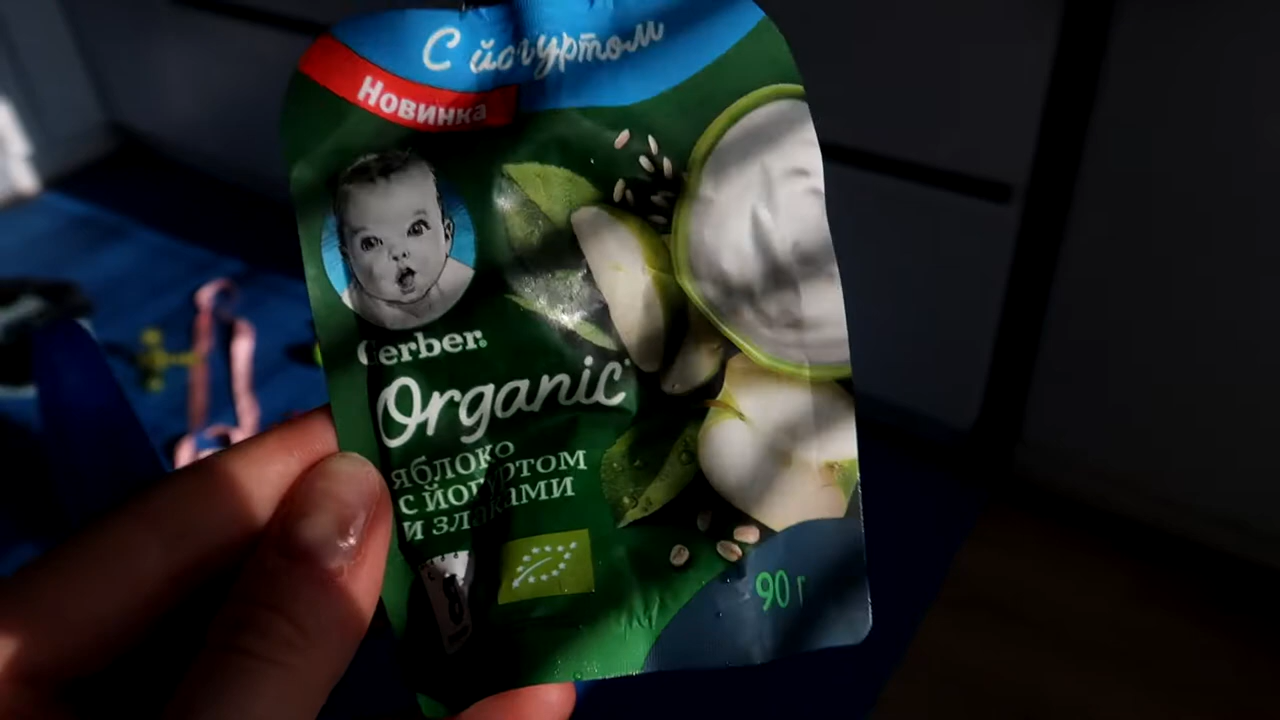 С йогуртом
Новинка
Gerber®
Organic
яблоко
с йогуртом
и злаками
90 г